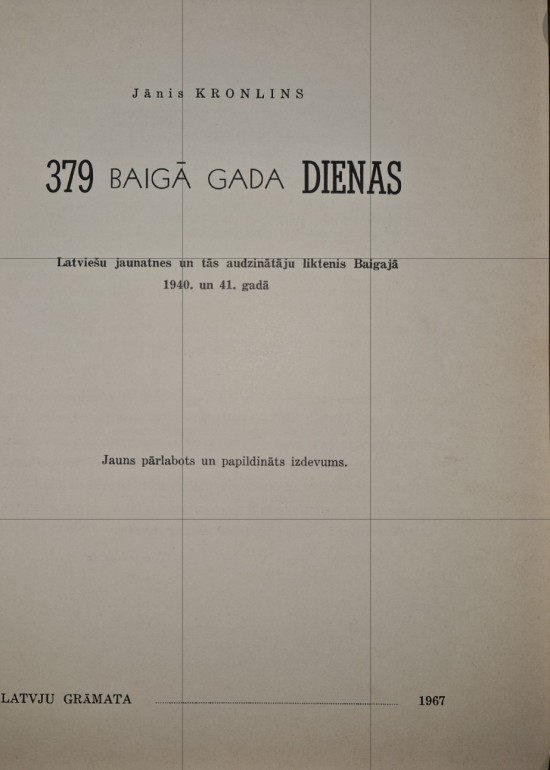 Jānis KRONLINS
379 BAIGĀ GADA DIENAS
Latviešu jaunatnes un tās audzinātāju liktenis Baigajā
1940. un 41. gadā
Jauns pārlabots un papildināts izdevums.
LATVJU GRĀMATA 1967